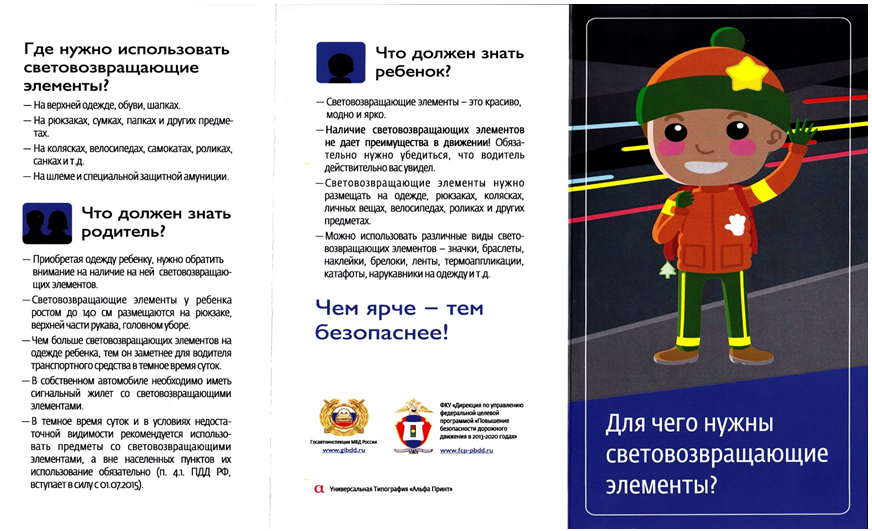 Где нужно использовать
световозвращающие
элементы?
— На верхней одежде, обуви, шапках.
— На рюкзаках, сумках, папках и других предме-
тах.
— На колясках, велосипедах, самокатах, роликах,
санках и т.д.
— На шлеме и специальной защитной амуниции.
Что должен знать
родитель?
— Приобретая одежду ребенку, нужно обратить
внимание на наличие на ней световозвращаю-
щих элементов.
— Световозвращающие элементы у ребенка
ростом до 140 см размещаются на рюкзаке,
верхней части рукава, головном уборе.
— Чем больше световозвращающих элементов на
одежде ребенка, тем он заметнее для водителя
транспортного средства в темное время суток.
— В собственном автомобиле необходимо иметь
сигнальный жилет со световозвращающими
элементами.
— В темное время суток и в условиях недоста-
точной видимости рекомендуется использо-
вать предметы со световозвращающими
элементами, а вне населенных пунктов их
использование обязательно (п. 4.1. ПДД РФ,
вступает в силу с 01.07.2015).
Что должен знать
ребенок?
— Световозвращающие элементы – это красиво,
модно и ярко.
— Наличие световозвращающих элементов
не дает преимущества в движении! Обяза-
тельно нужно убедиться, что водитель
действительно вас увидел.
— Световозвращающие элементы нужно
размещать на одежде, рюкзаках, колясках,
личных вещах, велосипедах, роликах и других
предметах.
— Можно использовать различные виды свето-
возвращающих элементов – значки, браслеты,
наклейки, брелоки, ленты, термоаппликации,
катафоты, нарукавники на одежду и т.д.
Чем ярче – тем
безопаснее!
Госавтоинспекция МВД России
www.gibdd.ru
ФКУ «Дирекция по управлению
федеральной целевой
программой «Повышение
безопасности дорожного
движения в 2013-2020 годах»
www.fcp-pbdd.ru
α Универсальная Типография «Альфа Принт»
Для чего нужны
световозвращающие
элементы?